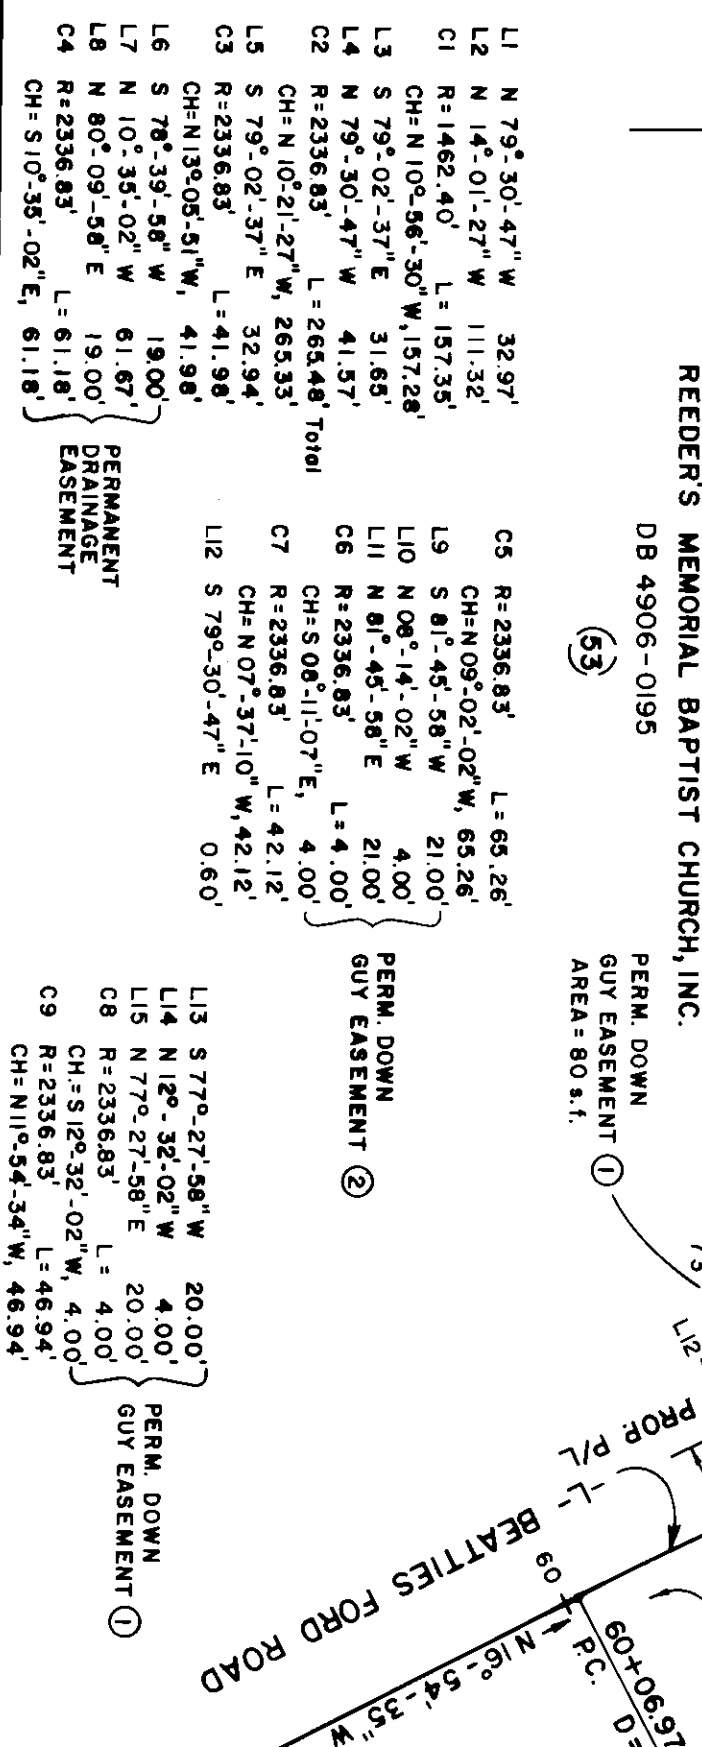 REEDER'S MEMORIAL BAPTIST CHURCH, INC.
DB 4906-0195
(53)
PERM. DOWN
GUY EASEMENT 1
AREA = 80 s.f.
L1 N 79°-30'-47" W 32.97'
L2 N 14°-01'-27" W 111.32'
C1 R=1462.40' L=157.35'
CH=N 10°-56'-30" W, 157.28'
L3 S 79°-02'-37" E 31.65'
L4 N 79°-30'-47" W 41.57'
C2 R=2336.83' L=265.48' Total
CH= N 10°-21'-27" W, 265.33'
L5 S 79°-02'-37" E 32.94'
C3 R=2336.83' L=41.98'
CH=N 13°-05'-51" W, 41.98'
L6 S 78°-39'-58" W 19.00'
L7 N 10°-35'-02" W 61.67'
L8 N 80°-09'-58" E 19.00'
C4 R=2336.83' L=61.18'
CH= S 10°-35'-02" E, 61.18'
PERMANENT
DRAINAGE
EASEMENT
C5 R=2336.83' L=65.26'
CH=N 09°-02'-02" W, 65.26'
L9 S 81°-45'-58" W 21.00'
L10 N 08°-14'-02" W 4.00'
L11 N 81°-45'-58" E 21.00'
C6 R=2336.83' L=4.00'
CH=S 08°-11'-07" E, 4.00'
C7 R=2336.83' L=42.12'
CH=N 07°-37'-10" W, 42.12'
L12 S 79°-30'-47" E 0.60'
PERM. DOWN
GUY EASEMENT 2
L13 S 77°-27'-58" W 20.00'
L14 N 12°-32'-02" W 4.00'
L15 N 77°-27'-58" E 20.00'
C8 R=2336.83' L= 4.00'
CH.=S 12°-32'-02" W, 4.00'
C9 R=2336.83' L=46.94'
CH=N 11°-54'-34" W, 46.94'
PERM. DOWN
GUY EASEMENT 1
L12
PROP. P/L
-L- BEATTIES FORD ROAD
60
N 16°-54'-35" W
60+06.97
P.C. D=